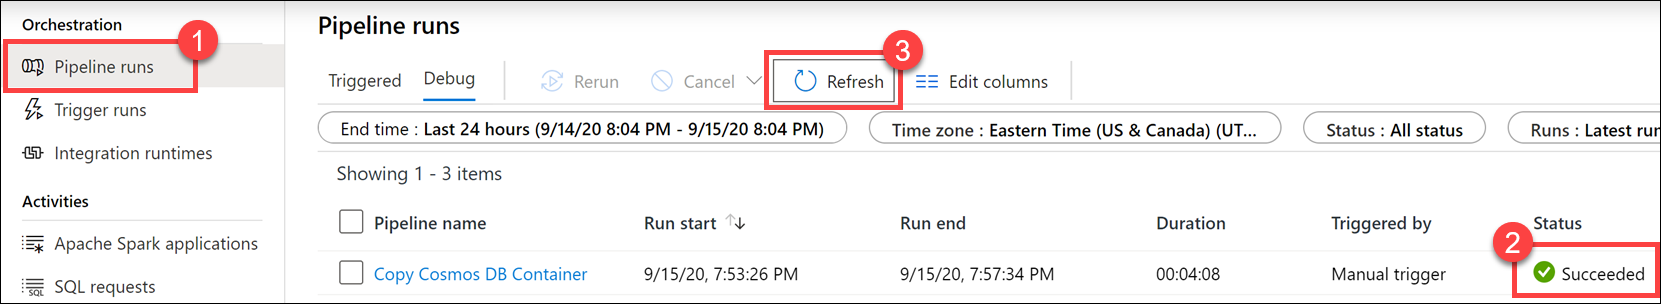 Orchestration
1
Pipeline runs
Trigger runs
Integration runtimes
Activities
Apache Spark applications
SQL requests
Pipeline runs
3
Triggered Debug Rerun Cancel Refresh Edit columns
End time : Last 24 hours (9/14/20 8:04 PM - 9/15/20 8:04 PM) Time zone : Eastern Time (US & Canada) (UT... Status : All status Runs : Latest run
Showing 1 - 3 items
Pipeline name Run start Run end Duration Triggered by Status
2
Copy Cosmos DB Container 9/15/20, 7:53:26 PM 9/15/20, 7:57:34 PM 00:04:08 Manual trigger Succeeded